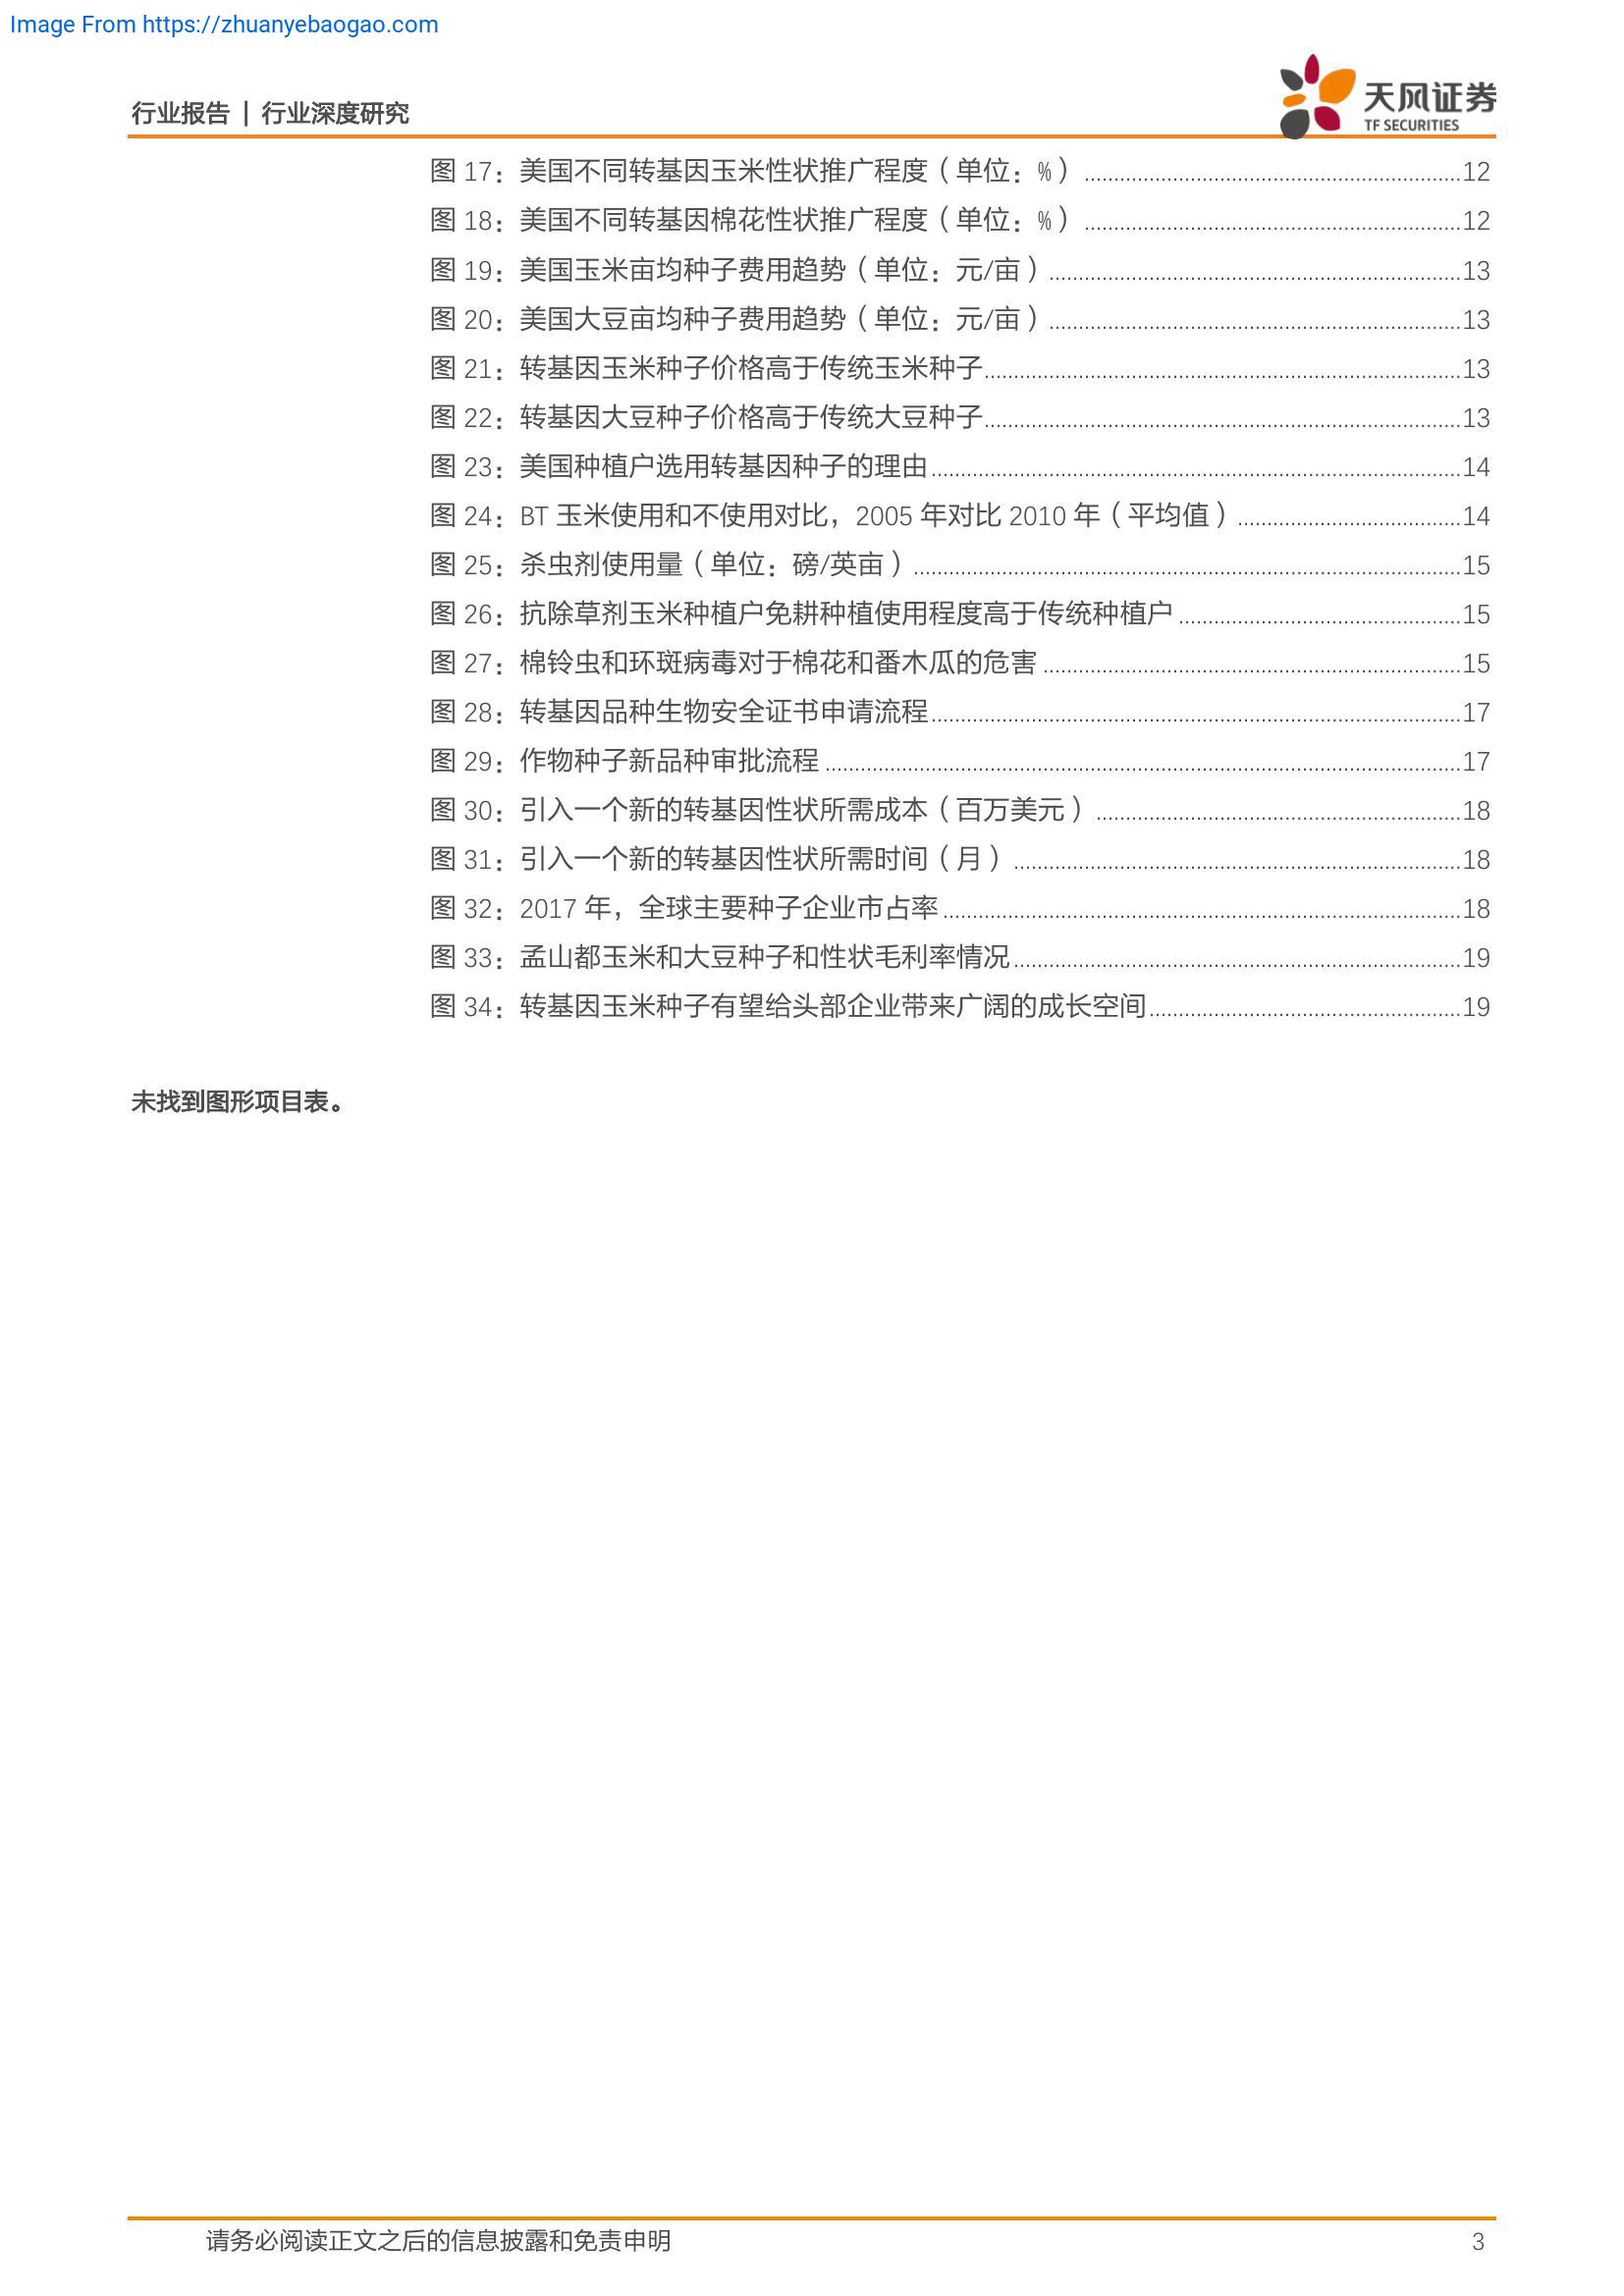 Image From https://zhuanyebaogao.com
行业报告 | 行业深度研究
天风证券
TF SECURITIES
图 17：美国不同转基因玉米性状推广程度（单位：%）12
图 18：美国不同转基因棉花性状推广程度（单位：%）12
图 19：美国玉米亩均种子费用趋势（单位：元/亩）13
图 20：美国大豆亩均种子费用趋势（单位：元/亩）13
图 21：转基因玉米种子价格高于传统玉米种子13
图 22：转基因大豆种子价格高于传统大豆种子13
图 23：美国种植户选用转基因种子的理由14
图 24：BT 玉米使用和不使用对比，2005 年对比 2010 年（平均值）14
图 25：杀虫剂使用量（单位：磅/英亩）15
图 26：抗除草剂玉米种植户免耕种植使用程度高于传统种植户15
图 27：棉铃虫和环斑病毒对于棉花和番木瓜的危害15
图 28：转基因品种生物安全证书申请流程17
图 29：作物种子新品种审批流程17
图 30：引入一个新的转基因性状所需成本（百万美元）18
图 31：引入一个新的转基因性状所需时间（月）18
图 32：2017 年，全球主要种子企业市占率18
图 33：孟山都玉米和大豆种子和性状毛利率情况19
图 34：转基因玉米种子有望给头部企业带来广阔的成长空间19
未找到图形项目表。
请务必阅读正文之后的信息披露和免责申明
3